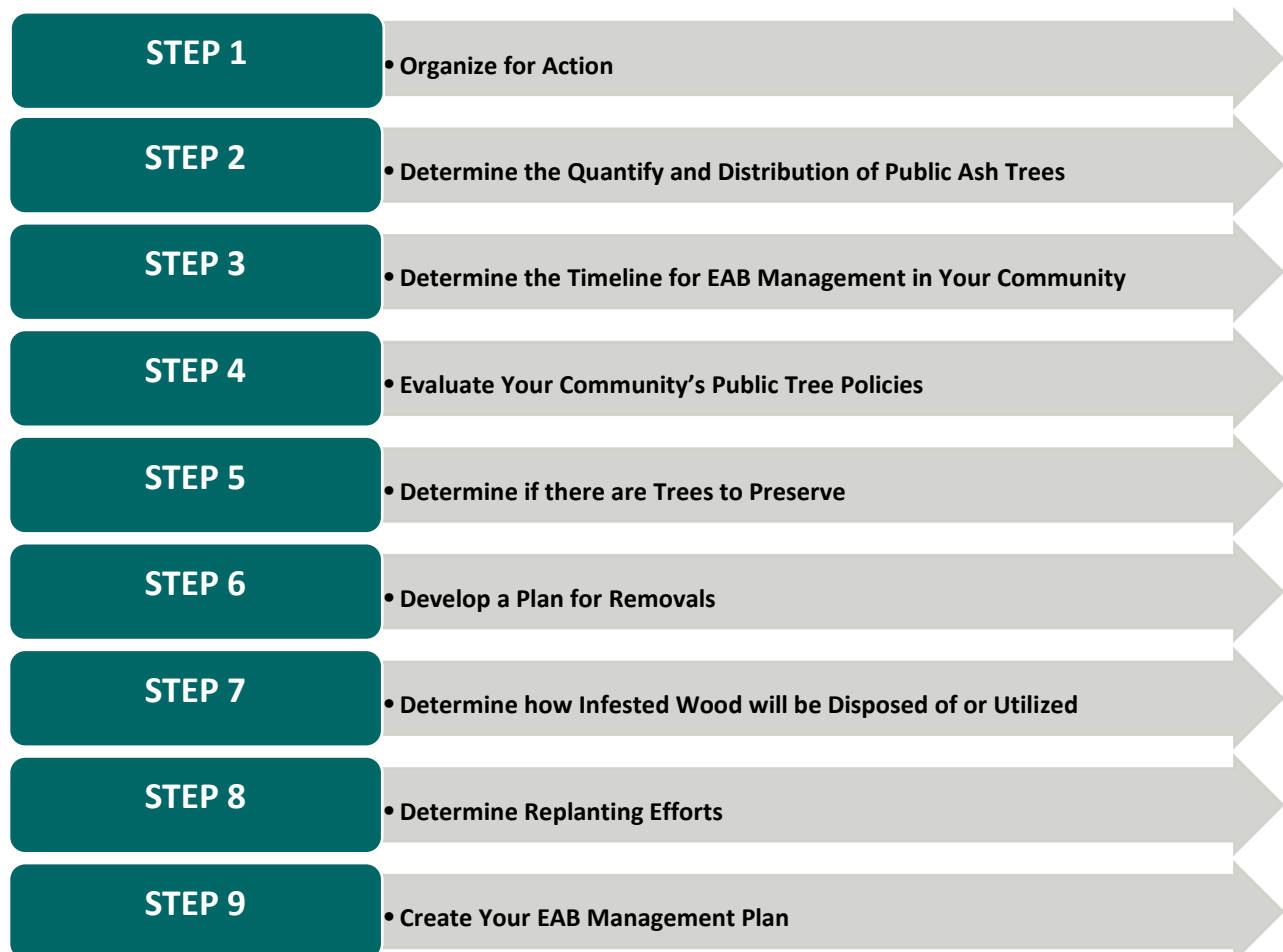 STEP 1
• Organize for Action
STEP 2
• Determine the Quantify and Distribution of Public Ash Trees
STEP 3
• Determine the Timeline for EAB Management in Your Community
STEP 4
• Evaluate Your Community’s Public Tree Policies
STEP 5
• Determine if there are Trees to Preserve
STEP 6
• Develop a Plan for Removals
STEP 7
• Determine how Infested Wood will be Disposed of or Utilized
STEP 8
• Determine Replanting Efforts
STEP 9
• Create Your EAB Management Plan